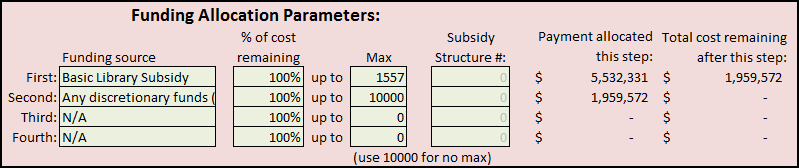 Funding Allocation Parameters:
% of cost Subsidy Payment allocated Total cost remaining
Funding source remaining Max Structure #: this step: after this step:
First: Basic Library Subsidy 100% up to 1557 0 $ 5,532,331 $ 1,959,572
Second: Any discretionary funds ( 100% up to 10000 0 $ 1,959,572 $ -
Third: N/A 100% up to 0 0 $ - $ -
Fourth: N/A 100% up to 0 0 $ - $ -
(use 10000 for no max)